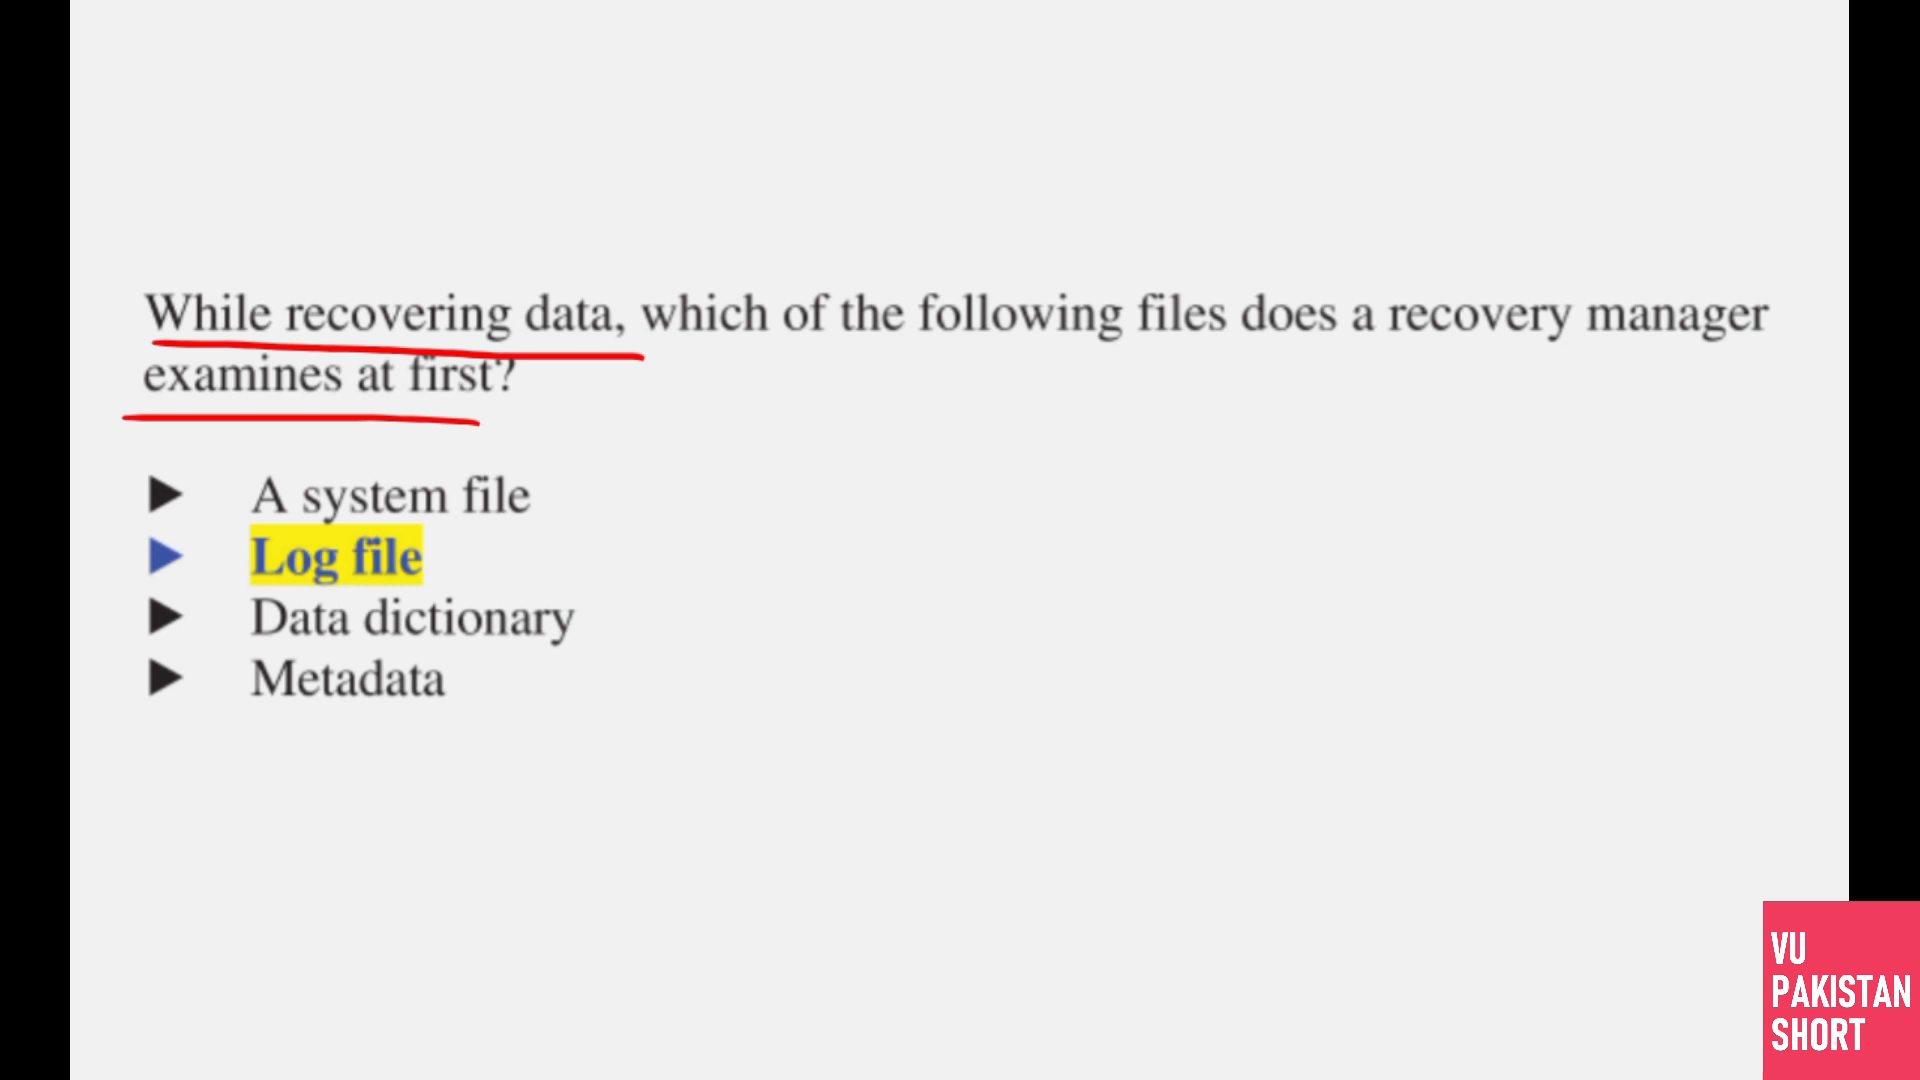 While recovering data, which of the following files does a recovery manager
examines at first?
► A system file
► Log file
► Data dictionary
► Metadata
VU
PAKISTAN
SHORT